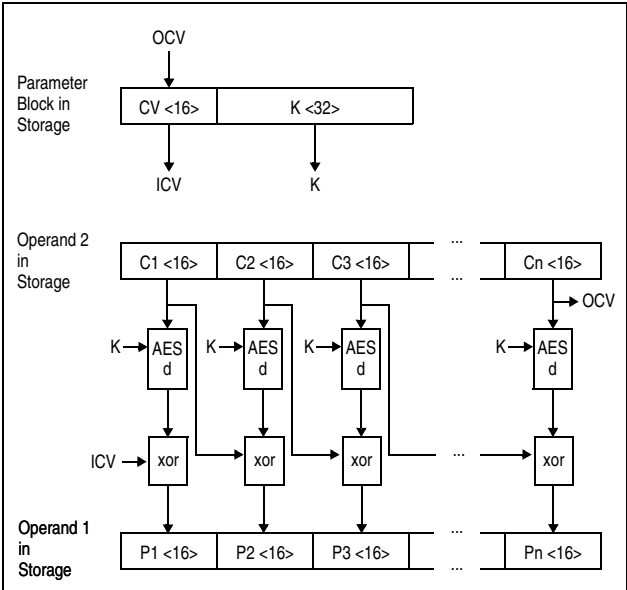 OCV
Parameter
Block in
Storage
CV <16>
K <32>
ICV
K
Operand 2
in
Storage
C1 <16>
C2 <16>
C3 <16>
...
...
Cn <16>
OCV
K
AES
d
K
AES
d
K
AES
d
K
AES
d
ICV
xor
xor
xor
...
xor
Operand 1
in
Storage
P1 <16>
P2 <16>
P3 <16>
...
...
Pn <16>